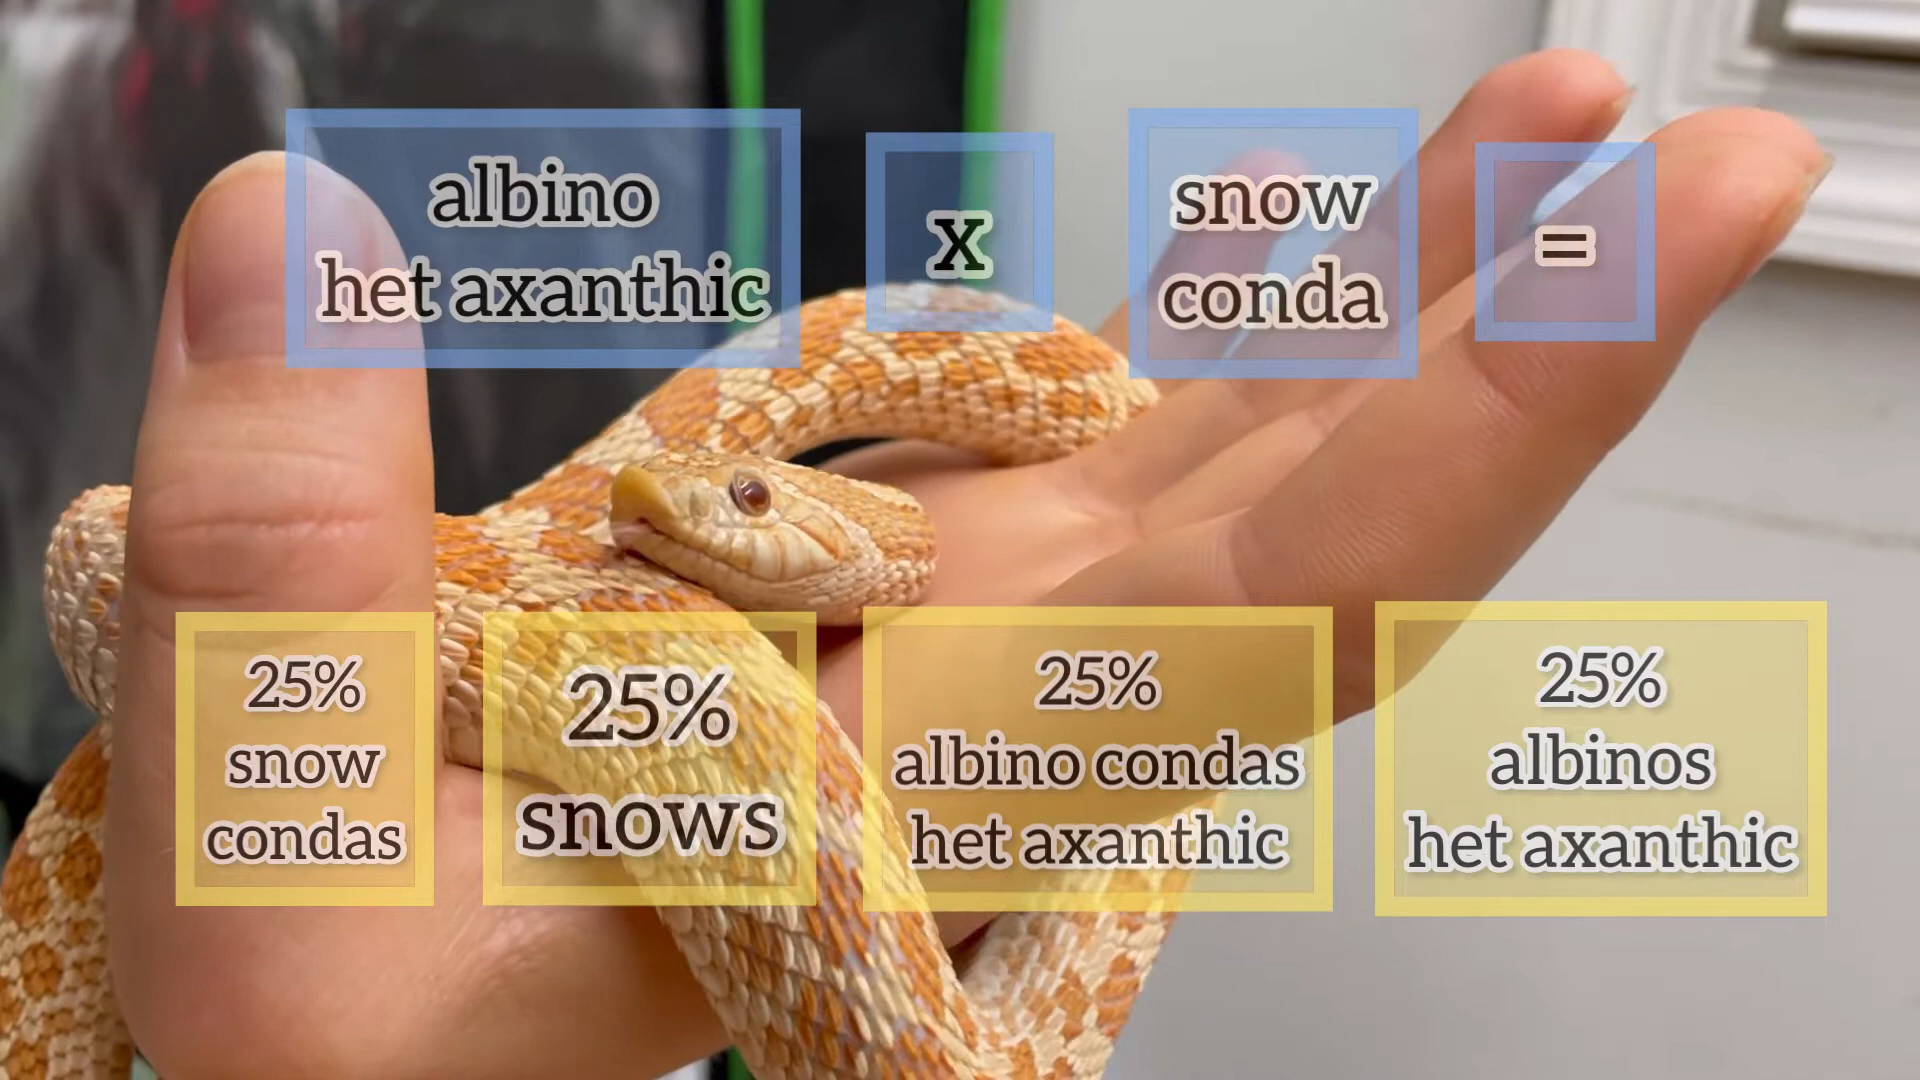 albino
het axanthic
x
snow
conda
=
25%
snow
condas
25%
snows
25%
albino condas
het axanthic
25%
albinos
het axanthic